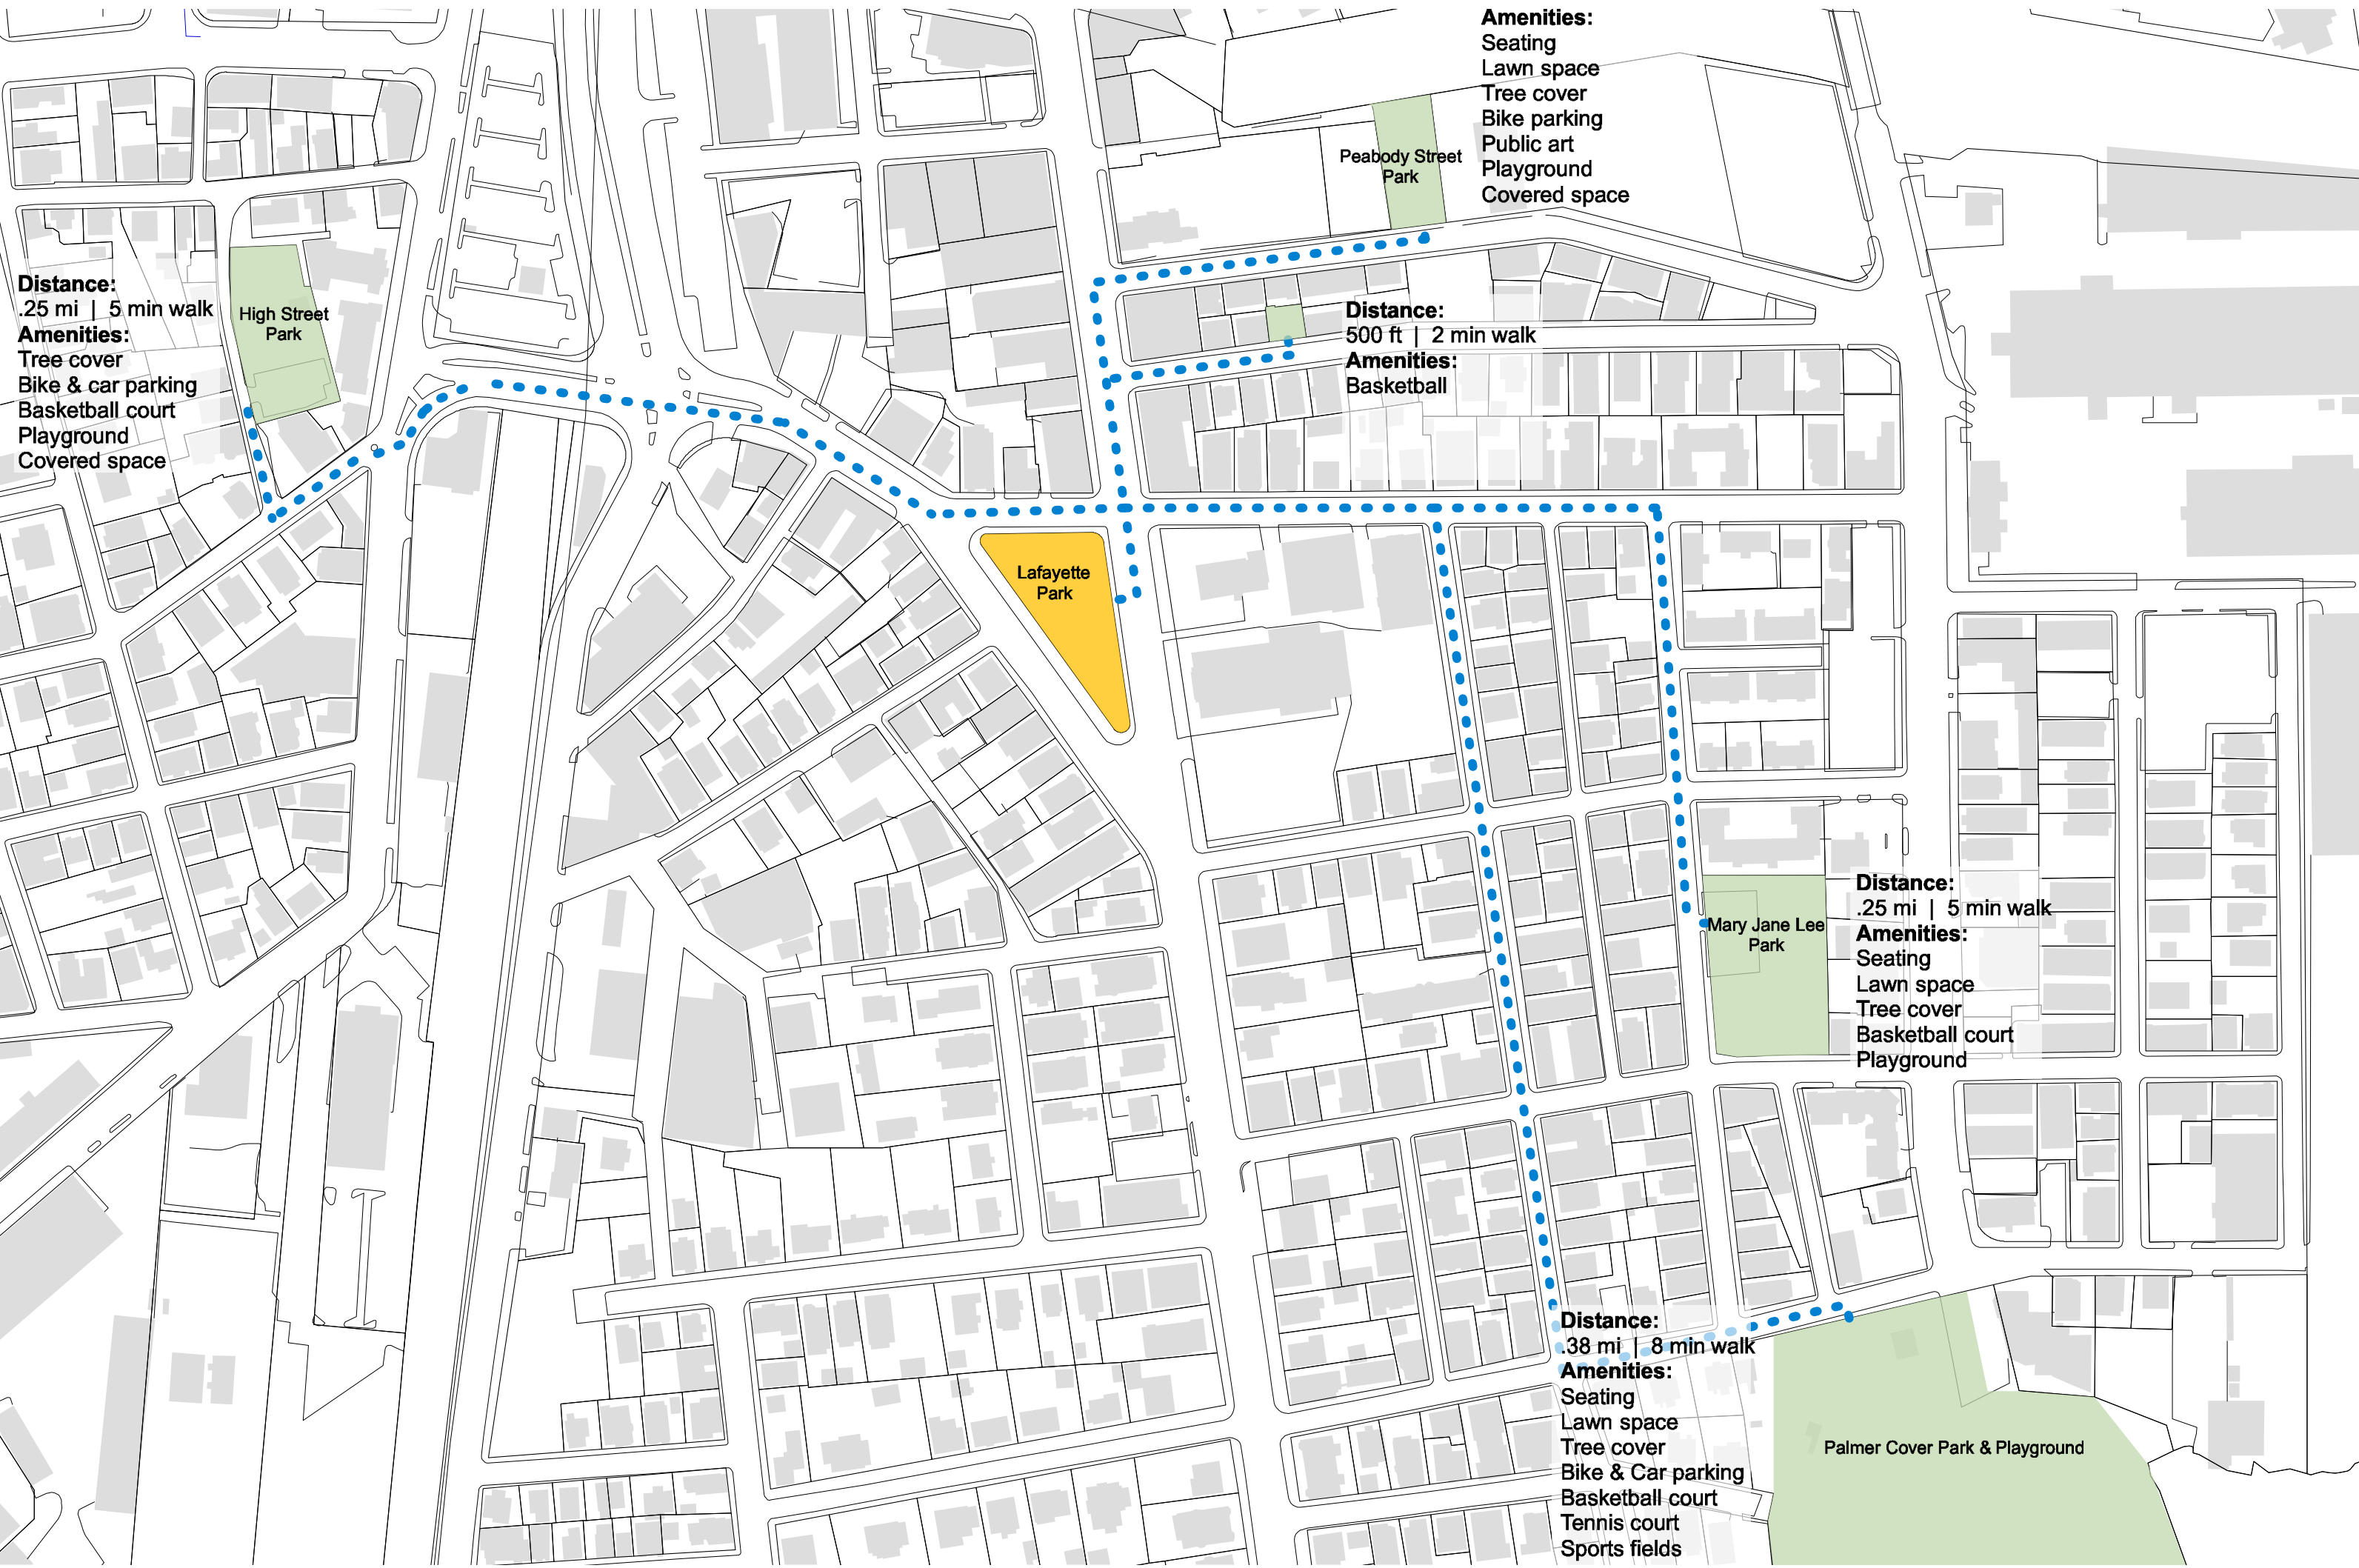 Amenities:
Seating
Lawn space
Tree cover
Bike parking
Public art
Playground
Covered space
Peabody Street
Park
Distance:
.25 mi | 5 min walk
Amenities:
Tree cover
Bike & car parking
Basketball court
Playground
Covered space
High Street
Park
Distance:
500 ft | 2 min walk
Amenities:
Basketball
Lafayette
Park
Mary Jane Lee
Park
Distance:
.25 mi | 5 min walk
Amenities:
Seating
Lawn space
Tree cover
Basketball court
Playground
Distance:
.38 mi | 8 min walk
Amenities:
Seating
Lawn space
Tree cover
Bike & Car parking
Basketball court
Tennis court
Sports fields
Palmer Cover Park & Playground